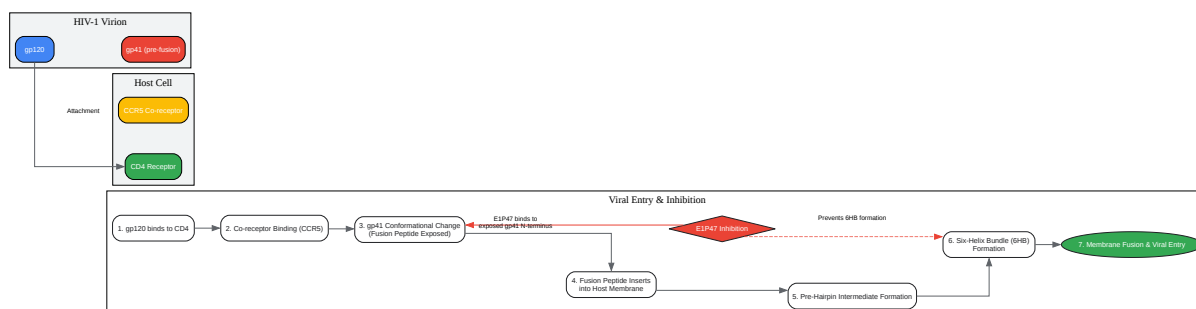 HIV-1 Virion
gp120
gp41 (pre-fusion)
Host Cell
Attachment
CCR5 Co-receptor
CD4 Receptor
Viral Entry & Inhibition
1. gp120 binds to CD4
2. Co-receptor Binding (CCR5)
3. gp41 Conformational Change
(Fusion Peptide Exposed)
E1P47 binds to
exposed gp41 N-terminus
E1P47 Inhibition
Prevents 6HB formation
4. Fusion Peptide Inserts
into Host Membrane
5. Pre-Hairpin Intermediate Formation
6. Six-Helix Bundle (6HB)
Formation
7. Membrane Fusion & Viral Entry